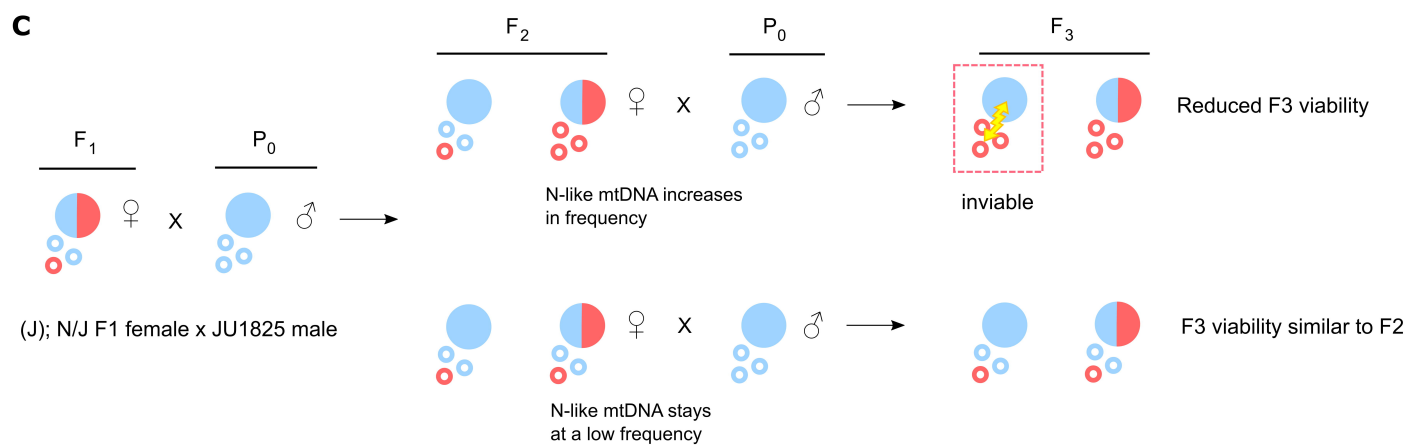 C
F2
P0
F3
♀ X ♂
Reduced F3 viability
F1
P0
N-like mtDNA increases
in frequency
inviable
♀ X ♂
(J); N/J F1 female x JU1825 male
♀ X ♂
F3 viability similar to F2
N-like mtDNA stays
at a low frequency